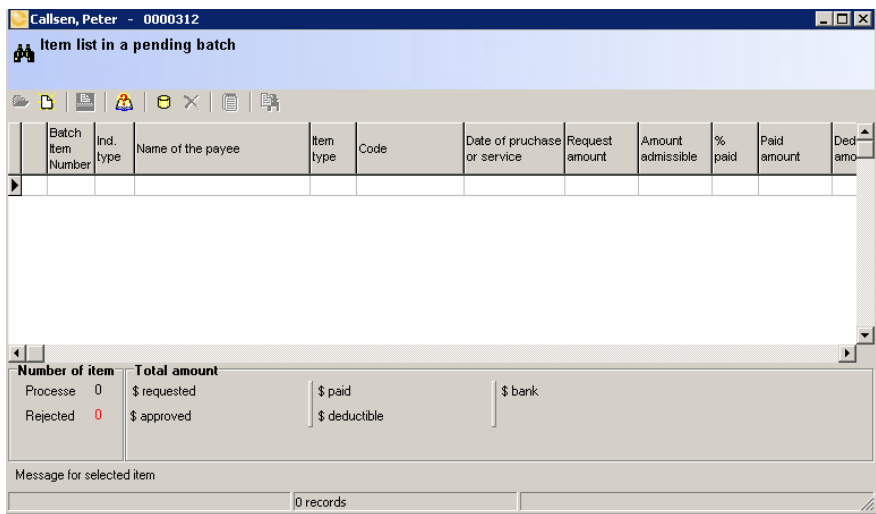 Callsen, Peter - 0000312
Item list in a pending batch
Batch Item Number
Ind. type
Name of the payee
Item type
Code
Date of pruchase or service
Request amount
Amount admissible
% paid
Paid amount
Ded amo
Number of item
Total amount
Processe 0
$ requested
$ paid
$ bank
Rejected 0
$ approved
$ deductible
Message for selected item
0 records